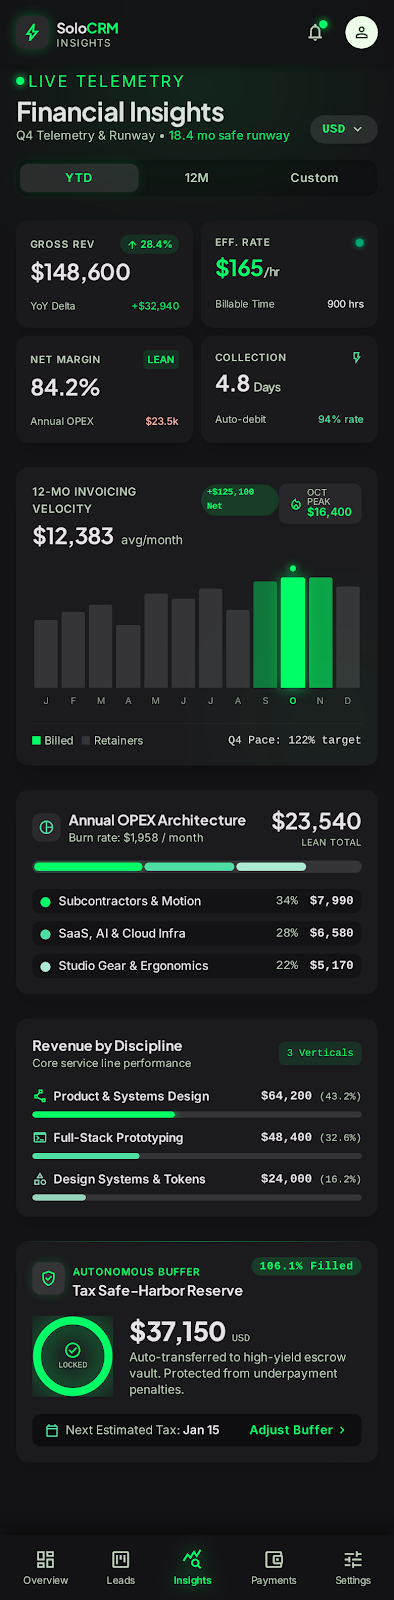 SoloCRM
INSIGHTS
LIVE TELEMETRY
Financial Insights
Q4 Telemetry & Runway • 18.4 mo safe runway
USD
YTD 12M Custom
GROSS REV 28.4%
$148,600
YoY Delta +$32,940
EFF. RATE
$165/hr
Billable Time 900 hrs
NET MARGIN LEAN
84.2%
Annual OPEX $23.5k
COLLECTION
4.8 Days
Auto-debit 94% rate
12-MO INVOICING
VELOCITY
$12,383 avg/month
+$125,100
Net
OCT
PEAK
$16,400
J F M A M J J A S O N D
Billed Retainers Q4 Pace: 122% target
Annual OPEX Architecture
Burn rate: $1,958 / month
$23,540
LEAN TOTAL
Subcontractors & Motion 34% $7,990
SaaS, AI & Cloud Infra 28% $6,580
Studio Gear & Ergonomics 22% $5,170
Revenue by Discipline
Core service line performance
3 Verticals
Product & Systems Design $64,200 (43.2%)
Full-Stack Prototyping $48,400 (32.6%)
Design Systems & Tokens $24,000 (16.2%)
AUTONOMOUS BUFFER
Tax Safe-Harbor Reserve
106.1% Filled
LOCKED
$37,150 USD
Auto-transferred to high-yield escrow
vault. Protected from underpayment
penalties.
Next Estimated Tax: Jan 15 Adjust Buffer
Overview Leads Insights Payments Settings